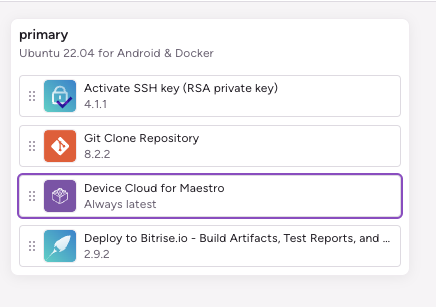 primary
Ubuntu 22.04 for Android & Docker
Activate SSH key (RSA private key)
4.1.1
Git Clone Repository
8.2.2
Device Cloud for Maestro
Always latest
Deploy to Bitrise.io - Build Artifacts, Test Reports, and ...
2.9.2